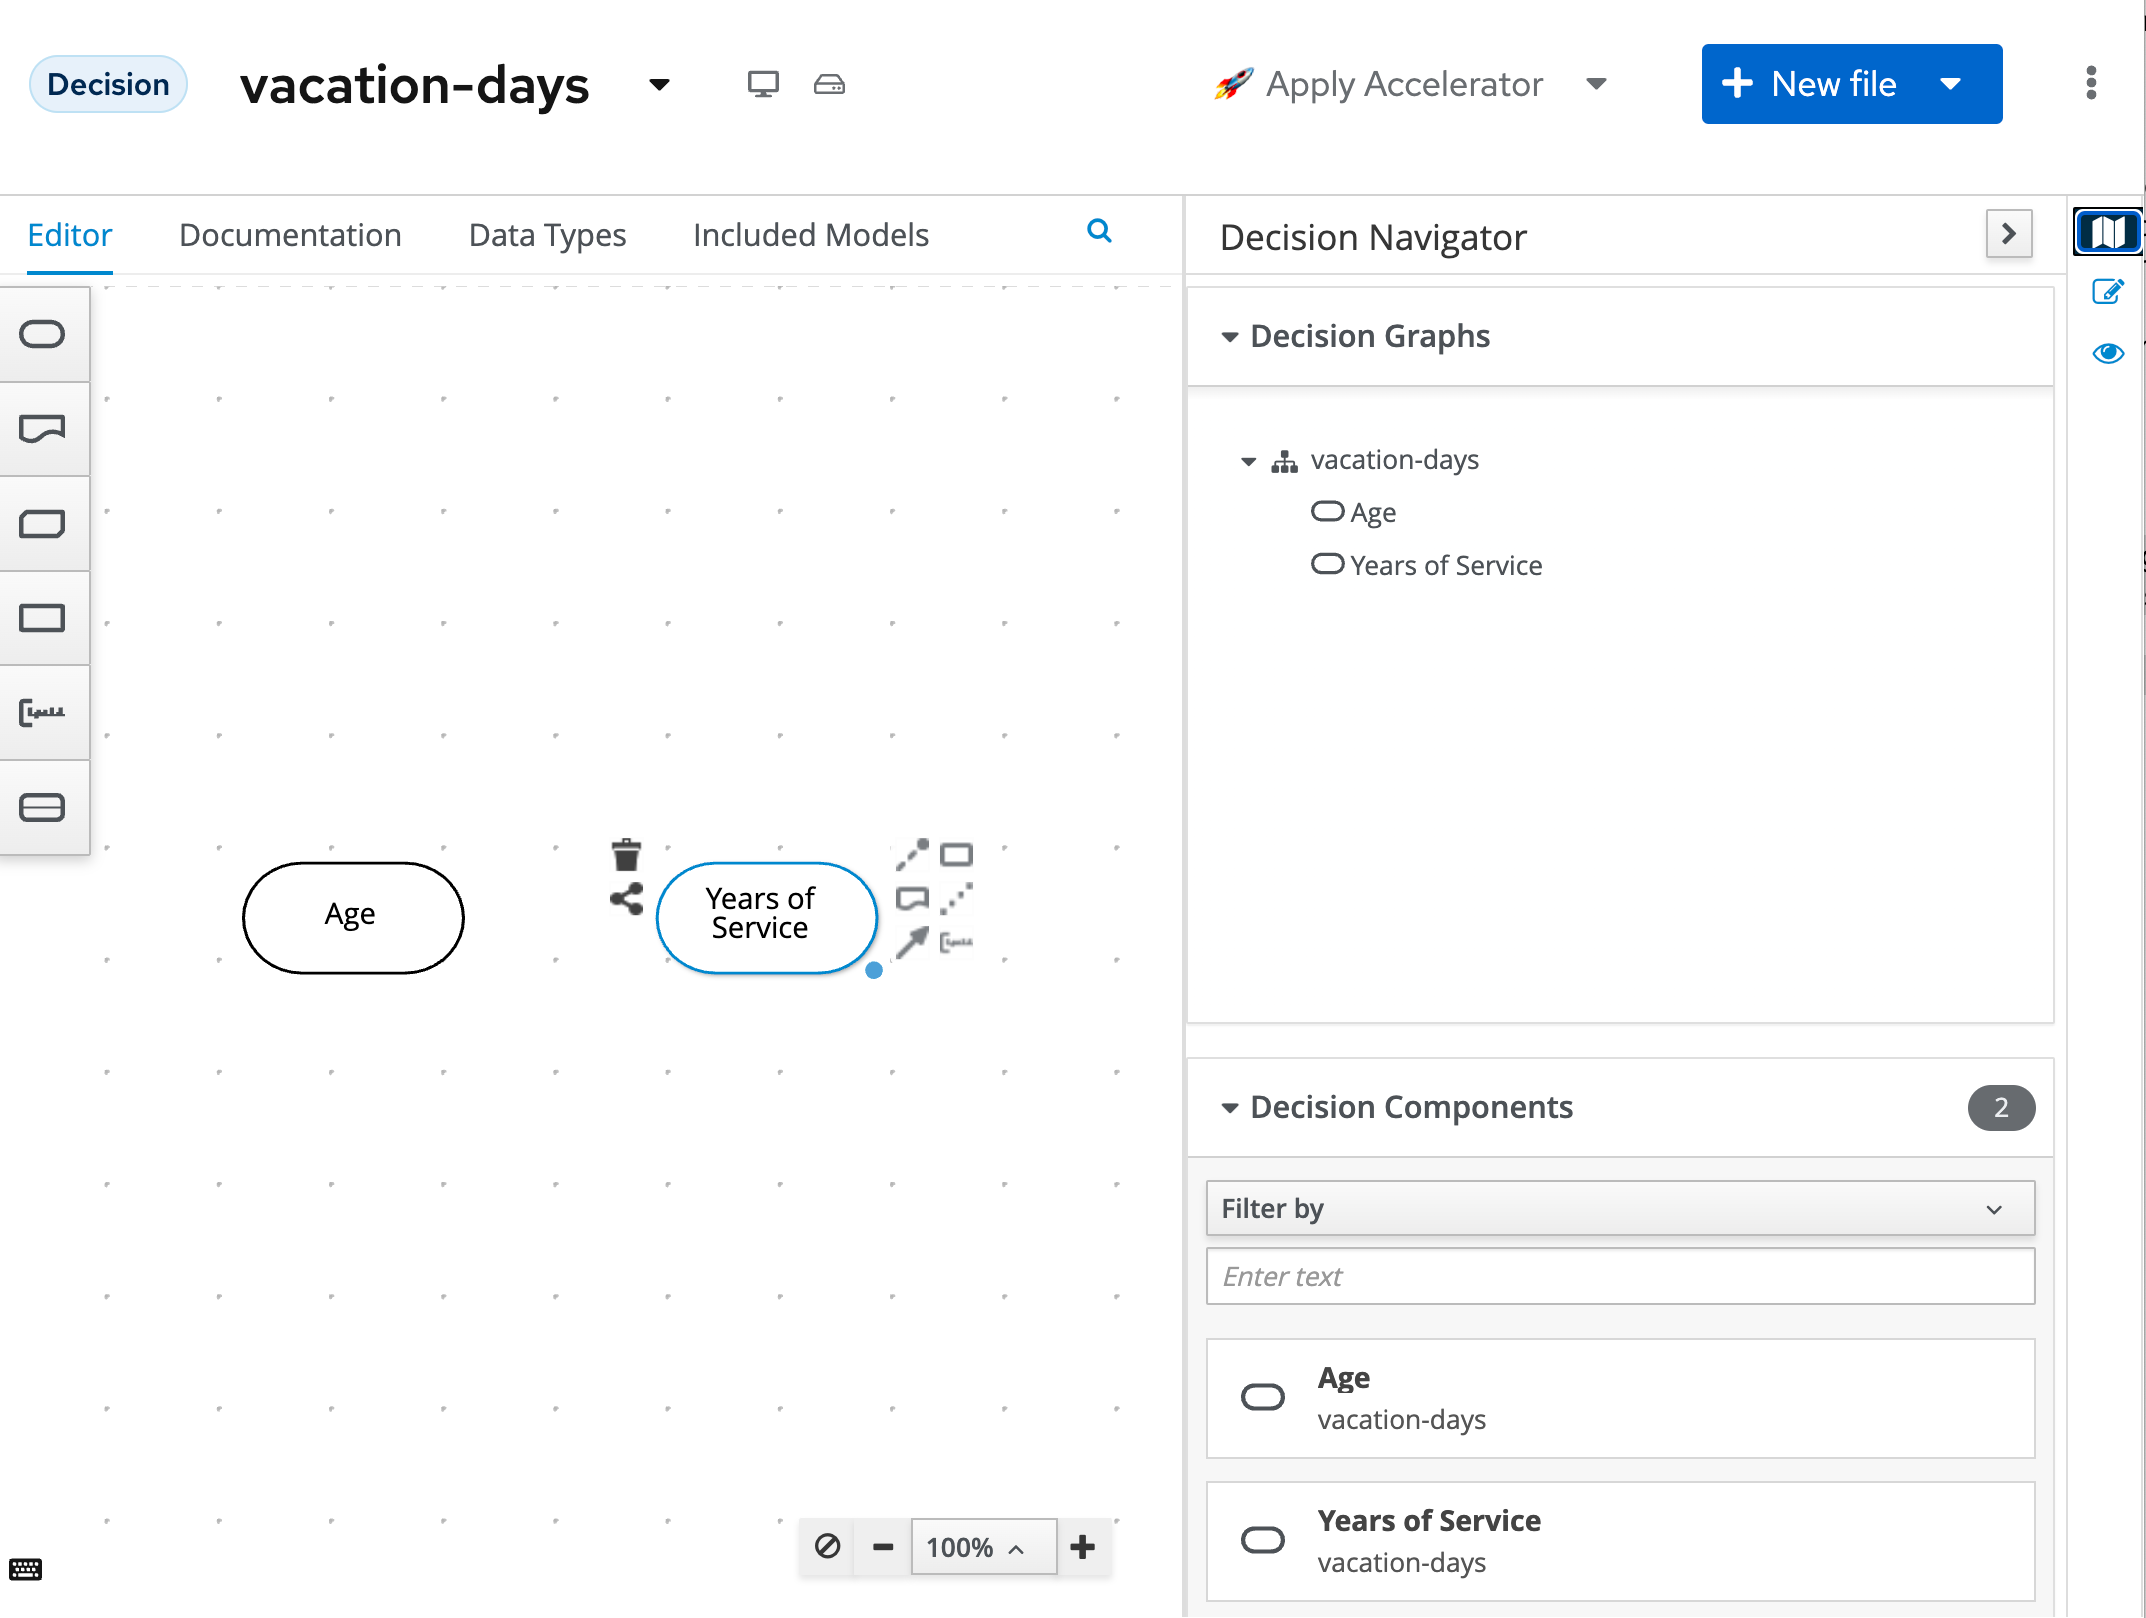 Decision
vacation-days
Apply Accelerator
New file
Editor
Documentation
Data Types
Included Models
Decision Navigator
Decision Graphs
vacation-days
Age
Years of Service
Age
Years of
Service
Decision Components
2
Filter by
Enter text
Age
vacation-days
Years of Service
vacation-days
100%